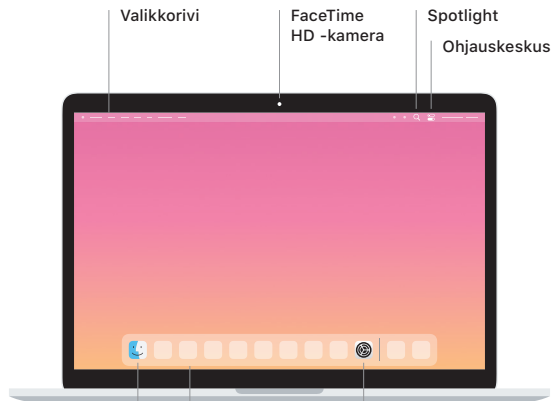 Valikkorivi
FaceTime
HD -kamera
Spotlight
Ohjauskeskus